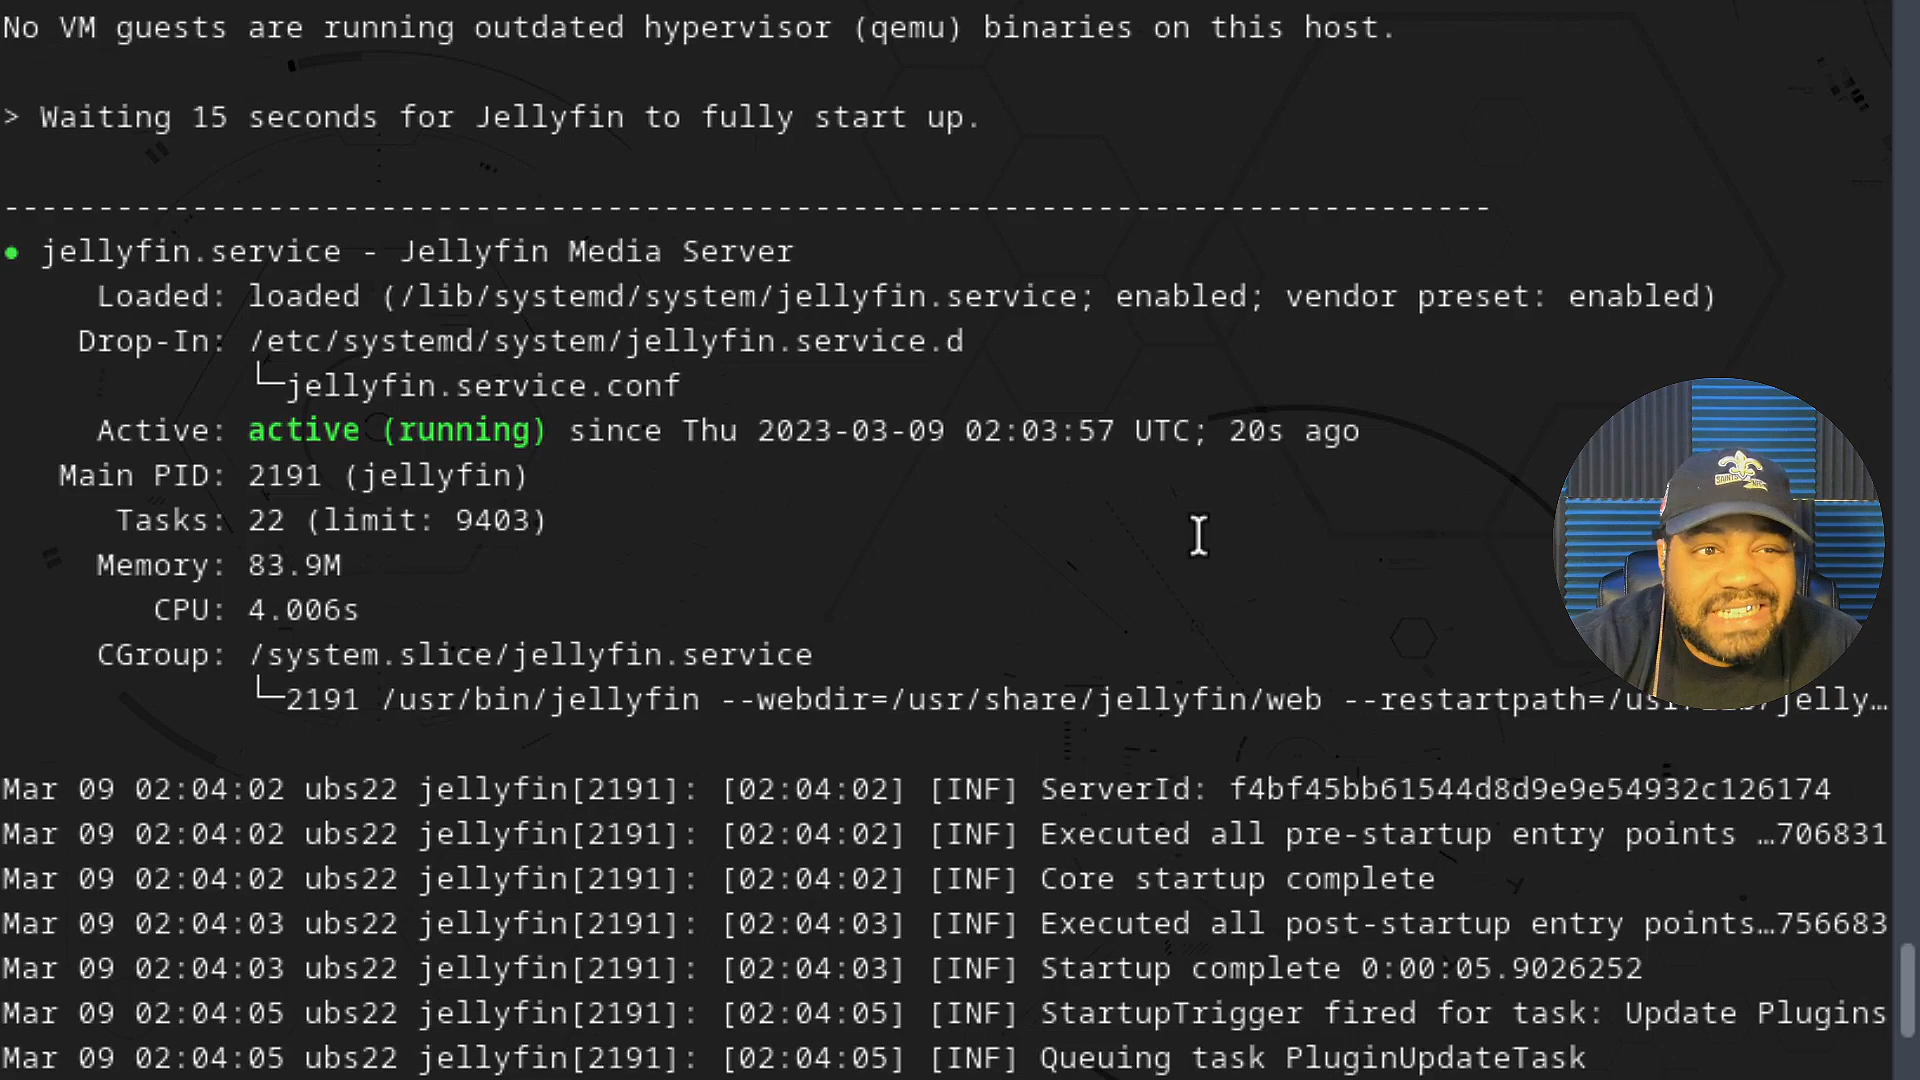 No VM guests are running outdated hypervisor (qemu) binaries on this host.
> Waiting 15 seconds for Jellyfin to fully start up.
-------------------------------------------------------------------------------
● jellyfin.service - Jellyfin Media Server
Loaded: loaded (/lib/systemd/system/jellyfin.service; enabled; vendor preset: enabled)
Drop-In: /etc/systemd/system/jellyfin.service.d
└─jellyfin.service.conf
Active: active (running) since Thu 2023-03-09 02:03:57 UTC; 20s ago
Main PID: 2191 (jellyfin)
Tasks: 22 (limit: 9403)
Memory: 83.9M
CPU: 4.006s
CGroup: /system.slice/jellyfin.service
└─2191 /usr/bin/jellyfin --webdir=/usr/share/jellyfin/web --restartpath=
Mar 09 02:04:02 ubs22 jellyfin[2191]: [02:04:02] [INF] ServerId: f4bf45bb61544d8d9e9e54932c126174
Mar 09 02:04:02 ubs22 jellyfin[2191]: [02:04:02] [INF] Executed all pre-startup entry points …706831
Mar 09 02:04:02 ubs22 jellyfin[2191]: [02:04:02] [INF] Core startup complete
Mar 09 02:04:03 ubs22 jellyfin[2191]: [02:04:03] [INF] Executed all post-startup entry points…756683
Mar 09 02:04:03 ubs22 jellyfin[2191]: [02:04:03] [INF] Startup complete 0:00:05.9026252
Mar 09 02:04:05 ubs22 jellyfin[2191]: [02:04:05] [INF] StartupTrigger fired for task: Update Plugins
Mar 09 02:04:05 ubs22 jellyfin[2191]: [02:04:05] [INF] Queuing task PluginUpdateTask
SAINTS